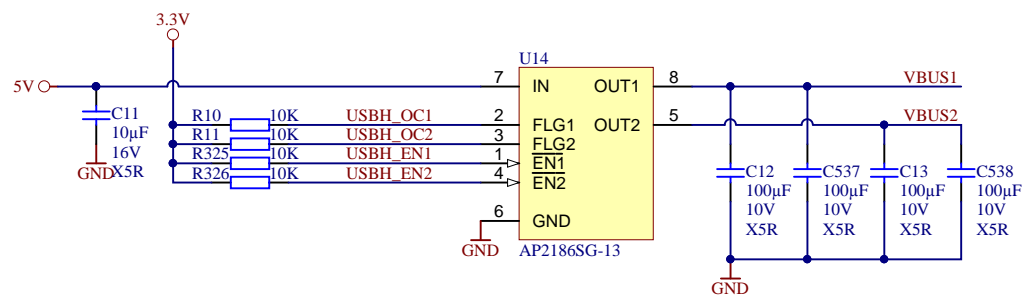 3.3V
U14
5V
7
IN
OUT1
8
VBUS1
C11
10µF
16V
X5R
GND
R10
10K
USBH_OC1
2
FLG1
OUT2
5
VBUS2
R11
10K
USBH_OC2
3
FLG2
R325
10K
USBH_EN1
1
EN1
R326
10K
USBH_EN2
4
EN2
6
GND
GND
AP2186SG-13
C12
100µF
10V
X5R
C537
100µF
10V
X5R
C13
100µF
10V
X5R
C538
100µF
10V
X5R
GND